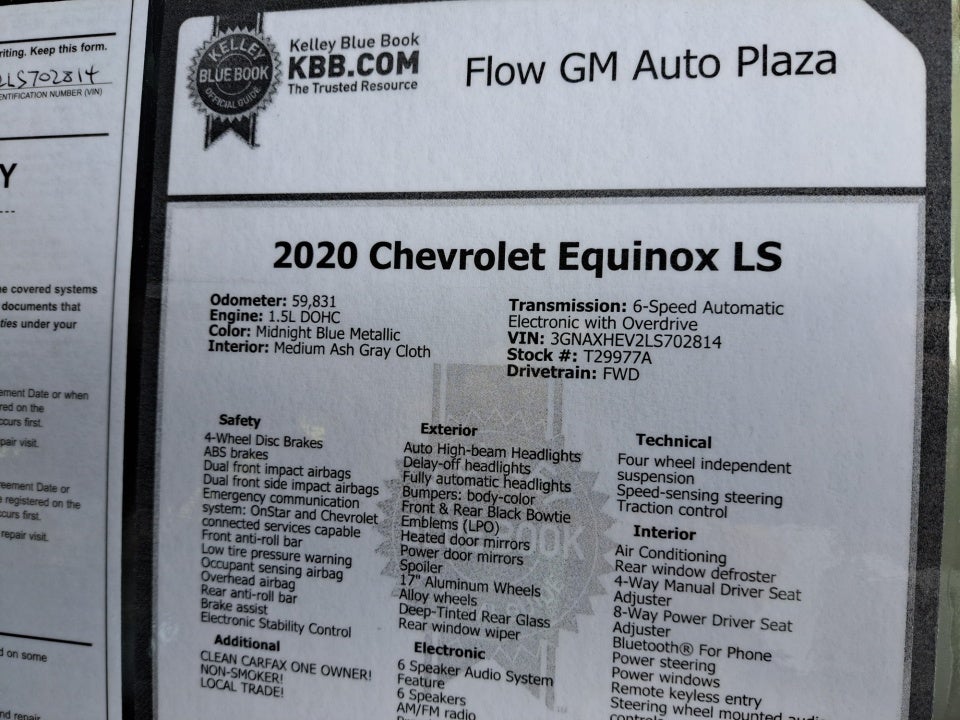 riting. Keep this form.
2LS702814
ENTIFICATION NUMBER (VIN)
Y
e covered systems
documents that
ties under your
ement Date or when
red on the
ccurs first.
pair visit.
reement Date or
e registered on the
curs first.
repair visit.
d on some
nd repair
KELLEY
BLUE BOOK
OFFICIAL GUIDE
Kelley Blue Book
KBB.COM
The Trusted Resource
Flow GM Auto Plaza
2020 Chevrolet Equinox LS
Odometer: 59,831
Engine: 1.5L DOHC
Color: Midnight Blue Metallic
Interior: Medium Ash Gray Cloth
Transmission: 6-Speed Automatic
Electronic with Overdrive
VIN: 3GNAXHEV2LS702814
Stock #: T29977A
Drivetrain: FWD
Safety
4-Wheel Disc Brakes
ABS brakes
Dual front impact airbags
Dual front side impact airbags
Emergency communication
system: OnStar and Chevrolet
connected services capable
Front anti-roll bar
Low tire pressure warning
Occupant sensing airbag
Overhead airbag
Rear anti-roll bar
Brake assist
Electronic Stability Control
Additional
CLEAN CARFAX ONE OWNER!
NON-SMOKER!
LOCAL TRADE!
Exterior
Auto High-beam Headlights
Delay-off headlights
Fully automatic headlights
Bumpers: body-color
Front & Rear Black Bowtie
Emblems (LPO)
Heated door mirrors
Power door mirrors
Spoiler
17" Aluminum Wheels
Alloy wheels
Deep-Tinted Rear Glass
Rear window wiper
Electronic
6 Speaker Audio System
Feature
6 Speakers
AM/FM radio
Technical
Four wheel independent
suspension
Speed-sensing steering
Traction control
Interior
Air Conditioning
Rear window defroster
4-Way Manual Driver Seat
Adjuster
8-Way Power Driver Seat
Adjuster
Bluetooth® For Phone
Power steering
Power windows
Remote keyless entry
Steering wheel mounted audi